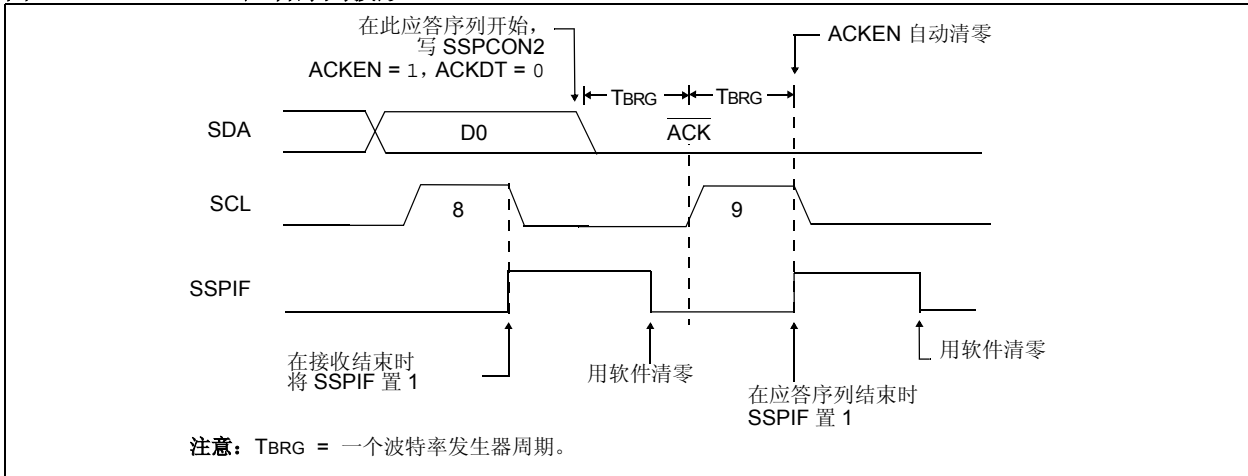 在此应答序列开始，
写 SSPCON2
ACKEN = 1，ACKDT = 0
ACKEN 自动清零
TBRG
TBRG
SDA
D0
ACK
SCL
8
9
SSPIF
在接收结束时
将 SSPIF 置 1
用软件清零
在应答序列结束时
SSPIF 置 1
用软件清零
注意：TBRG = 一个波特率发生器周期。